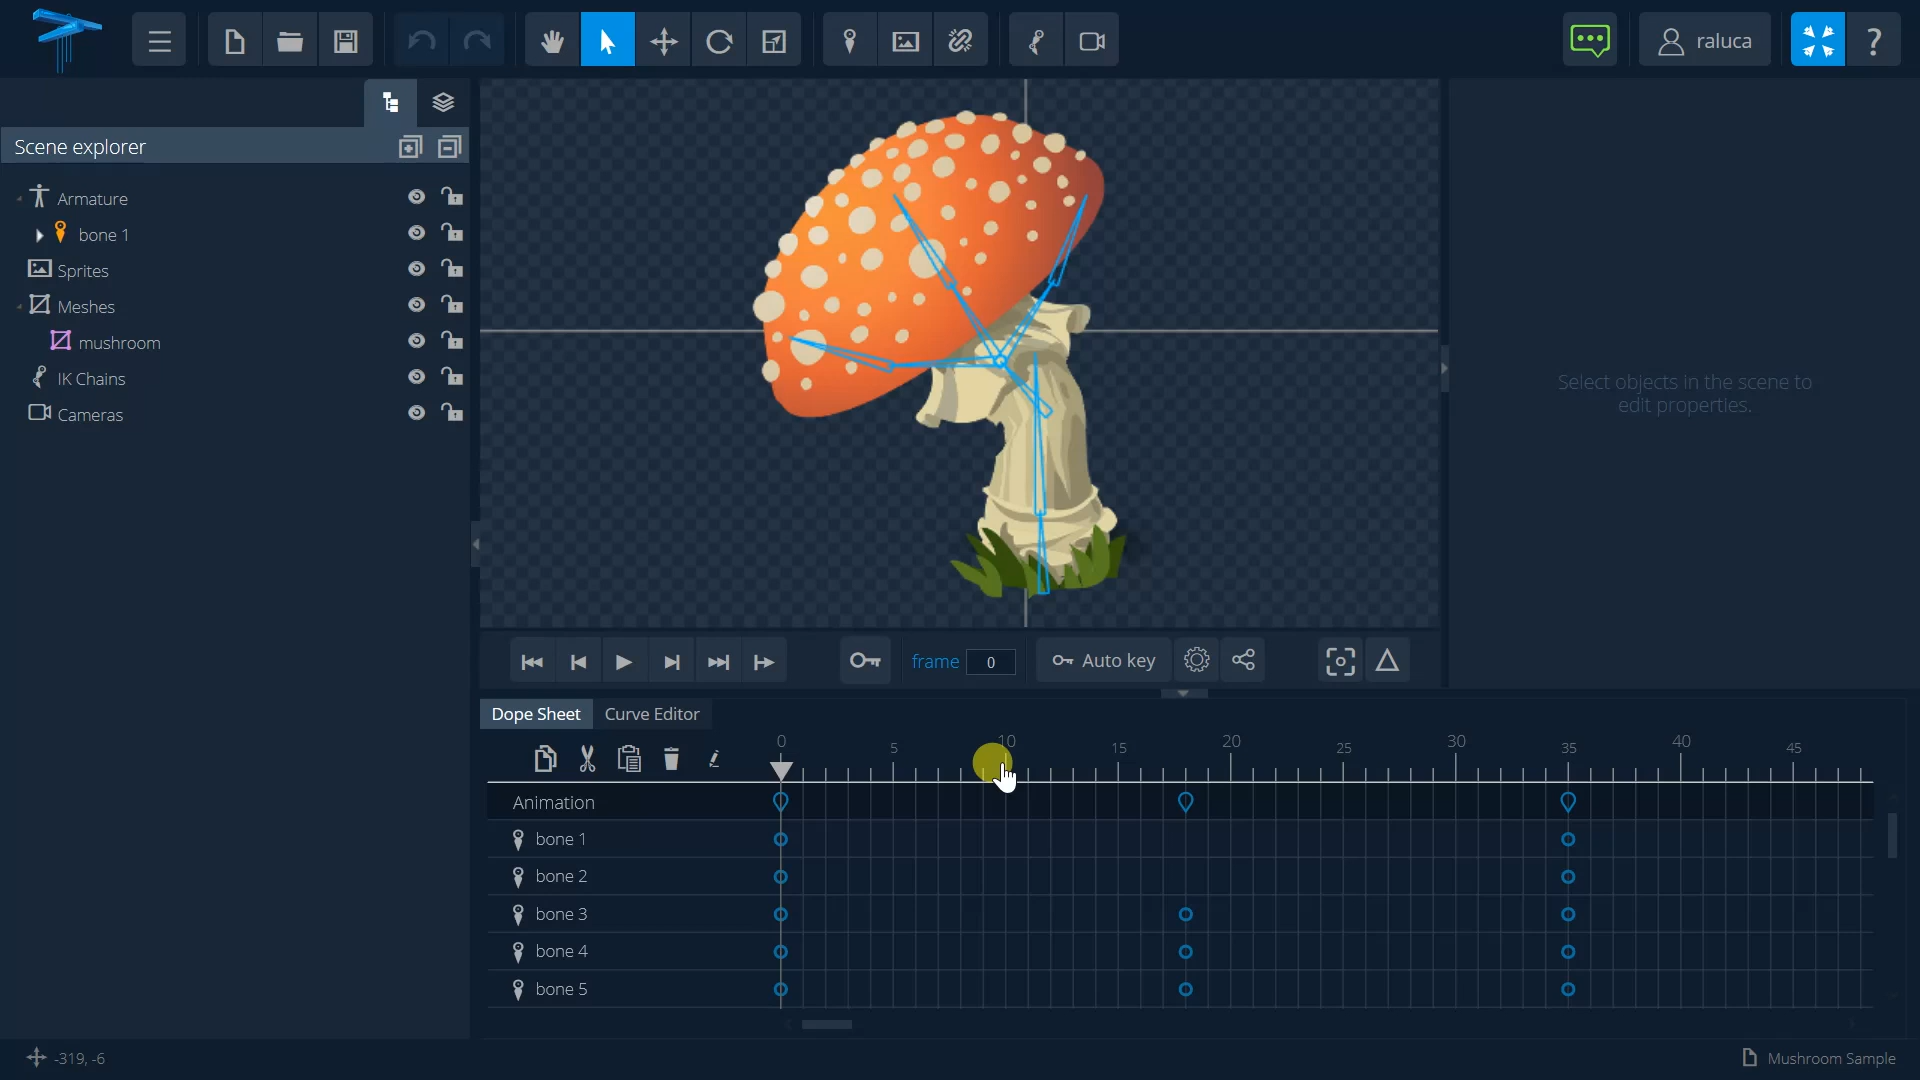 raluca
?
Scene explorer
Armature
bone 1
Sprites
Meshes
mushroom
IK Chains
Cameras
Select objects in the scene to
edit properties.
frame 0
Auto key
Dope Sheet
Curve Editor
0 5 10 15 20 25 30 35 40 45
Animation
bone 1
bone 2
bone 3
bone 4
bone 5
-319, -6
Mushroom Sample